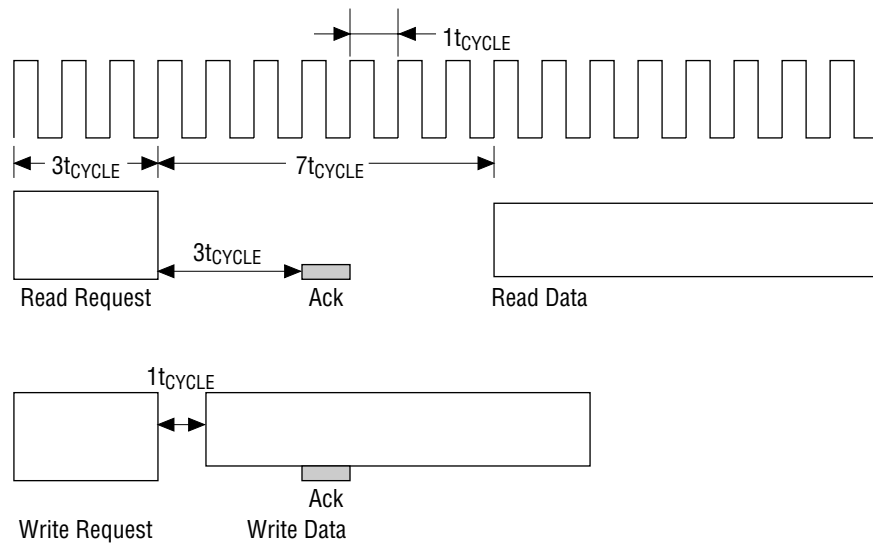 1tCYCLE
3tCYCLE 7tCYCLE
3tCYCLE
Read Request Ack Read Data
1tCYCLE
Ack
Write Request Write Data